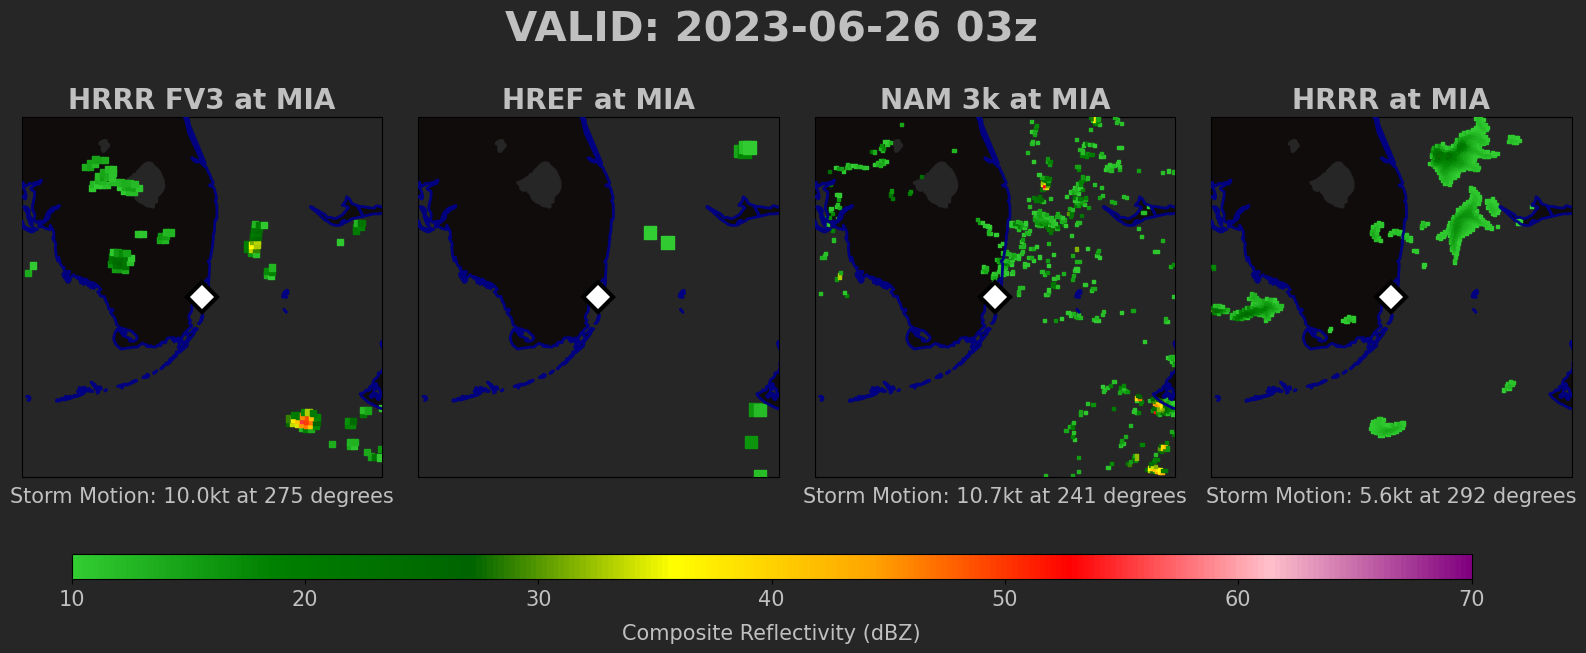 VALID: 2023-06-26 03z
HRRR FV3 at MIA
HREF at MIA
NAM 3k at MIA
HRRR at MIA
Storm Motion: 10.0kt at 275 degrees
Storm Motion: 10.7kt at 241 degrees
Storm Motion: 5.6kt at 292 degrees
10 20 30 40 50 60 70
Composite Reflectivity (dBZ)